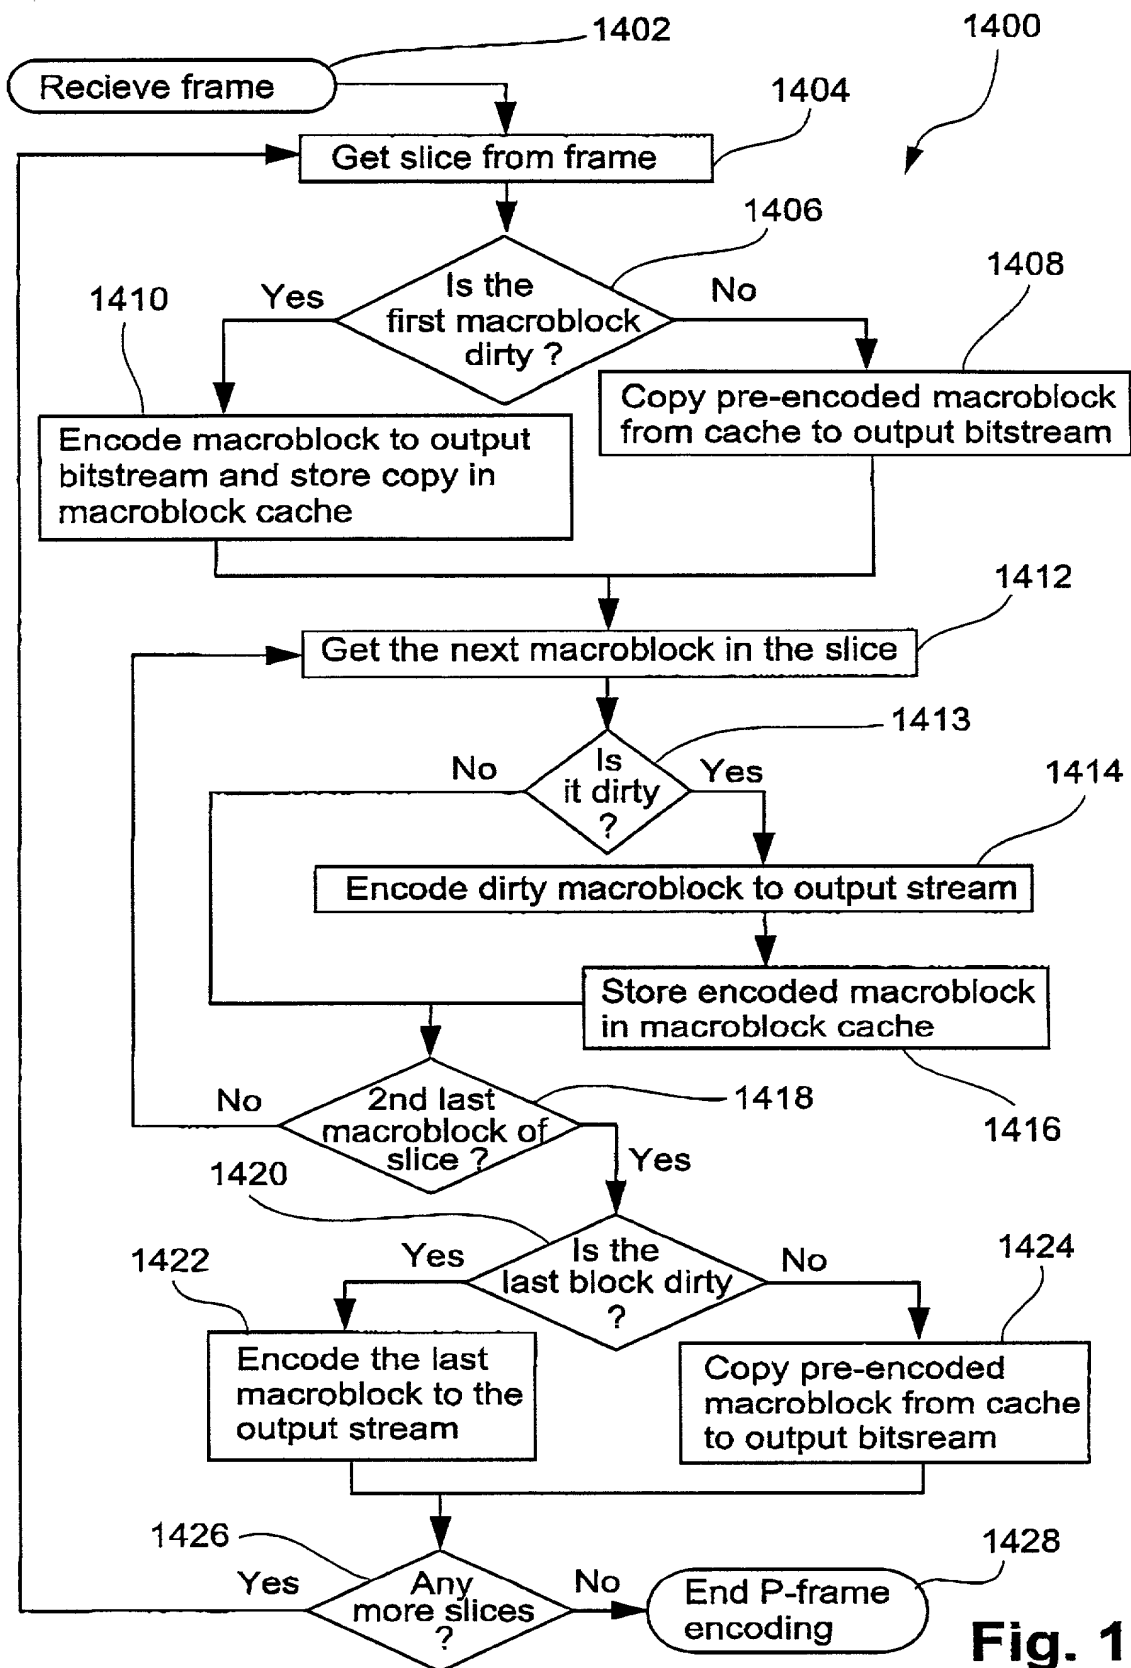 1402
1400
Recieve frame
1404
Get slice from frame
1406
Is the
first macroblock
dirty ?
Yes
No
1410
1408
Copy pre-encoded macroblock
from cache to output bitstream
Encode macroblock to output
bitstream and store copy in
macroblock cache
1412
Get the next macroblock in the slice
1413
Is
it dirty
?
No
Yes
1414
Encode dirty macroblock to output stream
Store encoded macroblock
in macroblock cache
1416
2nd last
macroblock of
slice ?
1418
No
Yes
1420
Is the
last block dirty
?
Yes
No
1422
1424
Encode the last
macroblock to the
output stream
Copy pre-encoded
macroblock from cache
to output bitsream
1426
Any
more slices
?
Yes
No
1428
End P-frame
encoding
Fig. 1